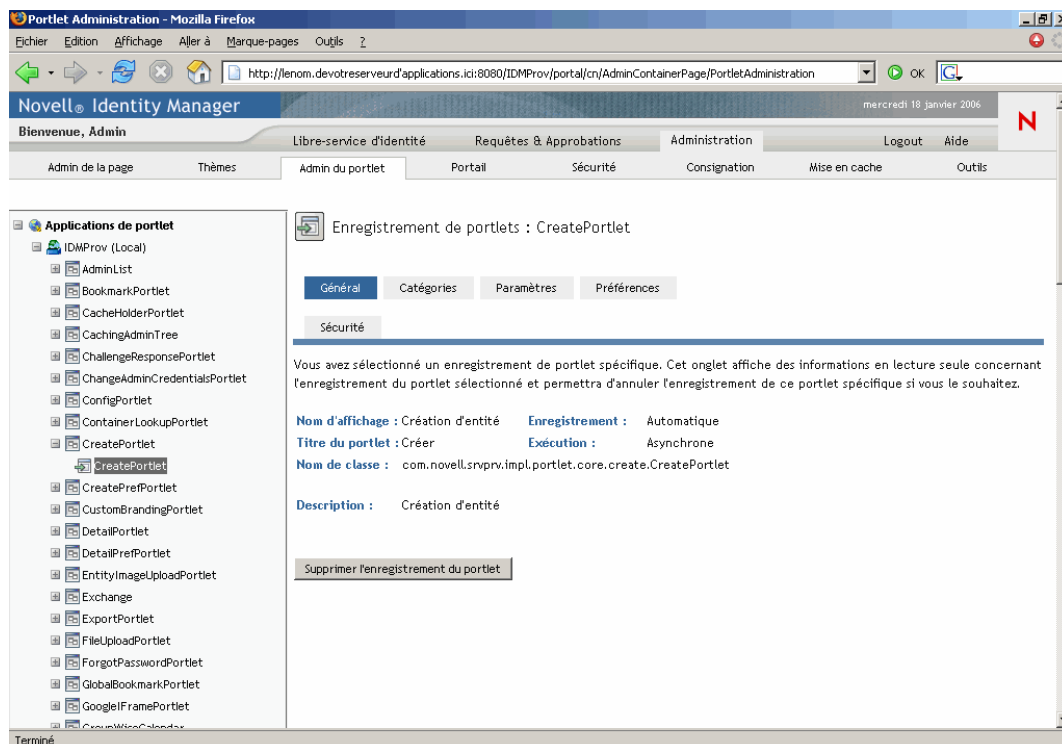 Portlet Administration - Mozilla Firefox
Fichier Edition Affichage Aller à Marque-pages Outils ?
http://lenom.devotreserveurd'applications.ici:8080/IDMProv/portal/cn/AdminContainerPage/PortletAdministration OK G
Novell® Identity Manager mercredi 18 janvier 2006
N
Bienvenue, Admin
Libre-service d'identité Requêtes & Approbations Administration Logout Aide
Admin de la page Thèmes Admin du portlet Portail Sécurité Consignation Mise en cache Outils
Applications de portlet
IDMProv (Local)
AdminList
BookmarkPortlet
CacheHolderPortlet
CachingAdminTree
ChallengeResponsePortlet
ChangeAdminCredentialsPortlet
ConfigPortlet
ContainerLookupPortlet
CreatePortlet
CreatePortlet
CreatePrefPortlet
CustomBrandingPortlet
DetailPortlet
DetailPrefPortlet
EntityImageUploadPortlet
Exchange
ExportPortlet
FileUploadPortlet
ForgotPasswordPortlet
GlobalBookmarkPortlet
GoogleIFramePortlet
GroupWiseCalendar
Enregistrement de portlets : CreatePortlet
Général Catégories Paramètres Préférences
Sécurité
Vous avez sélectionné un enregistrement de portlet spécifique. Cet onglet affiche des informations en lecture seule concernant
l'enregistrement du portlet sélectionné et permettra d'annuler l'enregistrement de ce portlet spécifique si vous le souhaitez.
Nom d'affichage : Création d'entité Enregistrement : Automatique
Titre du portlet : Créer Exécution : Asynchrone
Nom de classe : com.novell.srvprv.impl.portlet.core.create.CreatePortlet
Description : Création d'entité
Supprimer l'enregistrement du portlet
Terminé